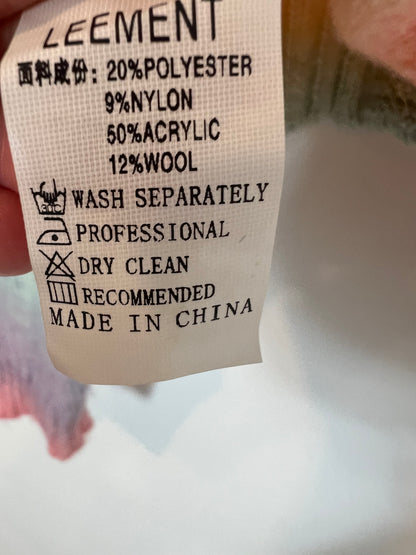 LEEMENT
面料成份: 20%POLYESTER
9%NYLON
60%ACRYLIC
12%WOOL
WASH SEPARATELY
PROFESSIONAL
DRY CLEAN
RECOMMENDED
MADE IN CHINA